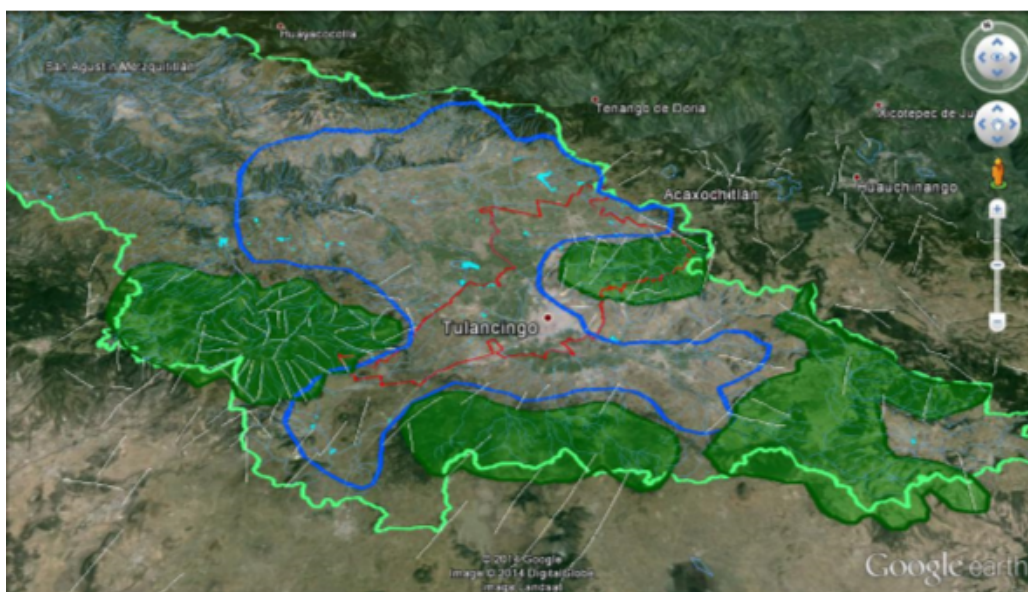 Huayacocotla
San Agustín Mezquititlán
Tenango de Doria
Xicotepec de Ju
Huauchinango
Acaxochitlán
Tulancingo
© 2014 Google
Image © 2014 DigitalGlobe
Image Landsat
Google earth